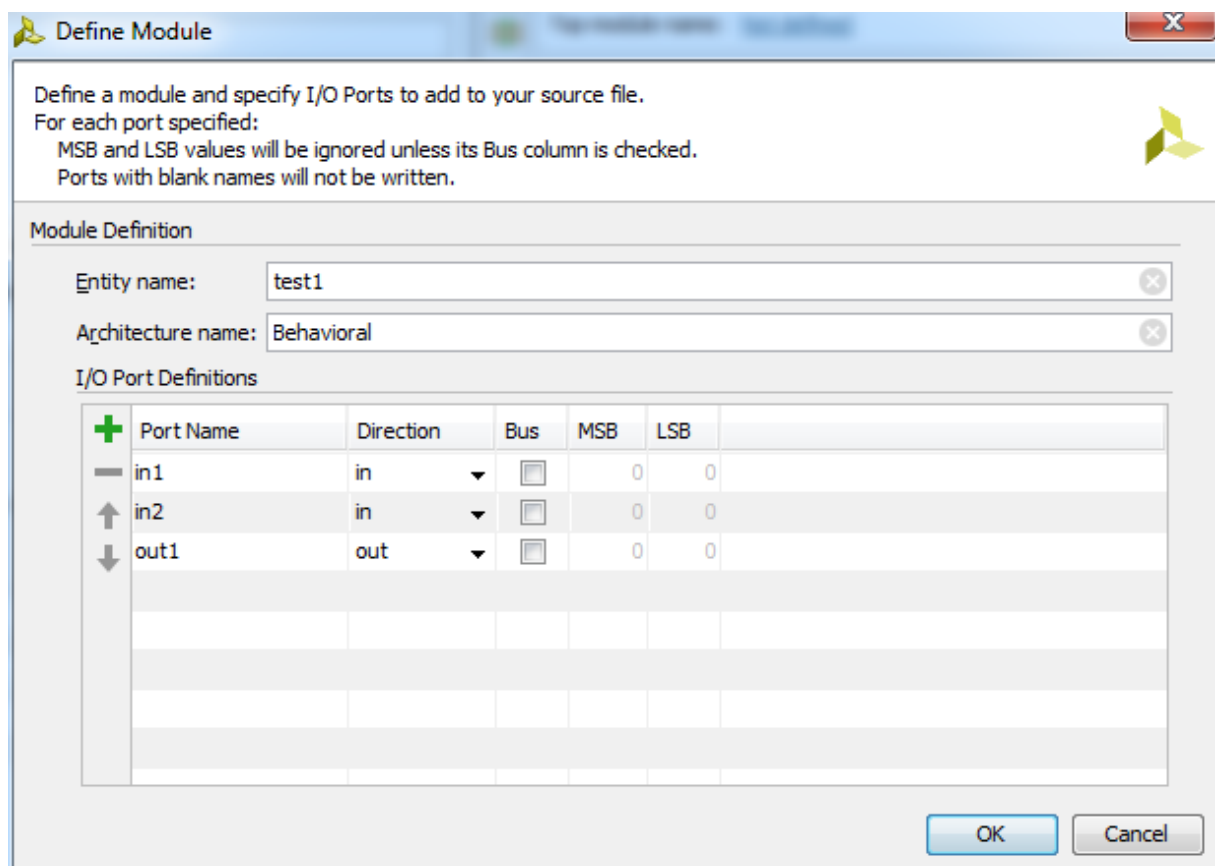 Define Module
Define a module and specify I/O Ports to add to your source file.
For each port specified:
MSB and LSB values will be ignored unless its Bus column is checked.
Ports with blank names will not be written.
Module Definition
Entity name: test1
Architecture name: Behavioral
I/O Port Definitions
Port Name Direction Bus MSB LSB
in1 in 0 0
in2 in 0 0
out1 out 0 0
OK Cancel